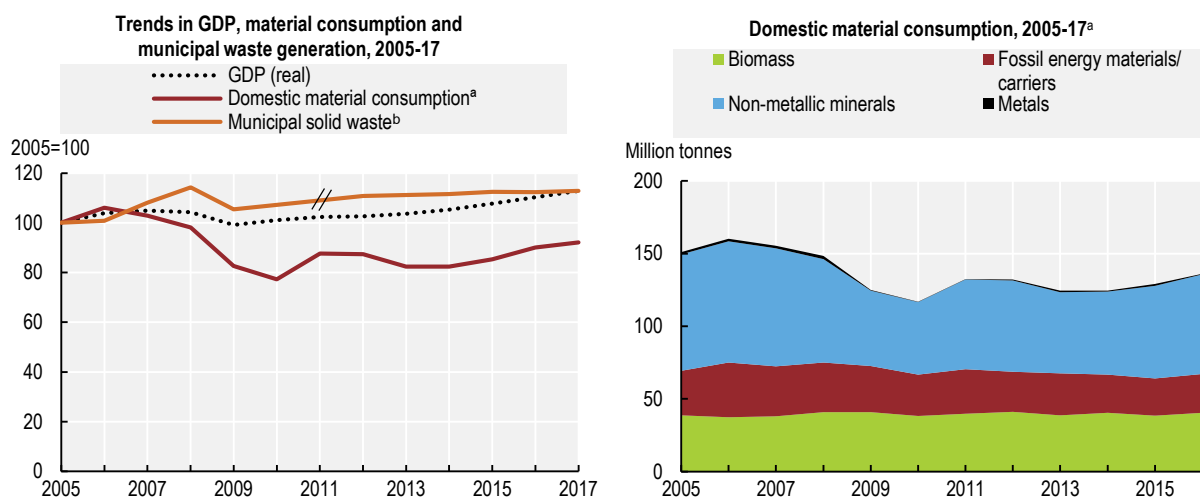 Trends in GDP, material consumption and
municipal waste generation, 2005-17
GDP (real)
Domestic material consumptionᵃ
Municipal solid wasteᵇ
2005=100
120
100
80
60
40
20
0
2005 2007 2009 2011 2013 2015 2017
Domestic material consumption, 2005-17ᵃ
Biomass
Fossil energy materials/
carriers
Non-metallic minerals
Metals
Million tonnes
200
150
100
50
0
2005 2007 2009 2011 2013 2015